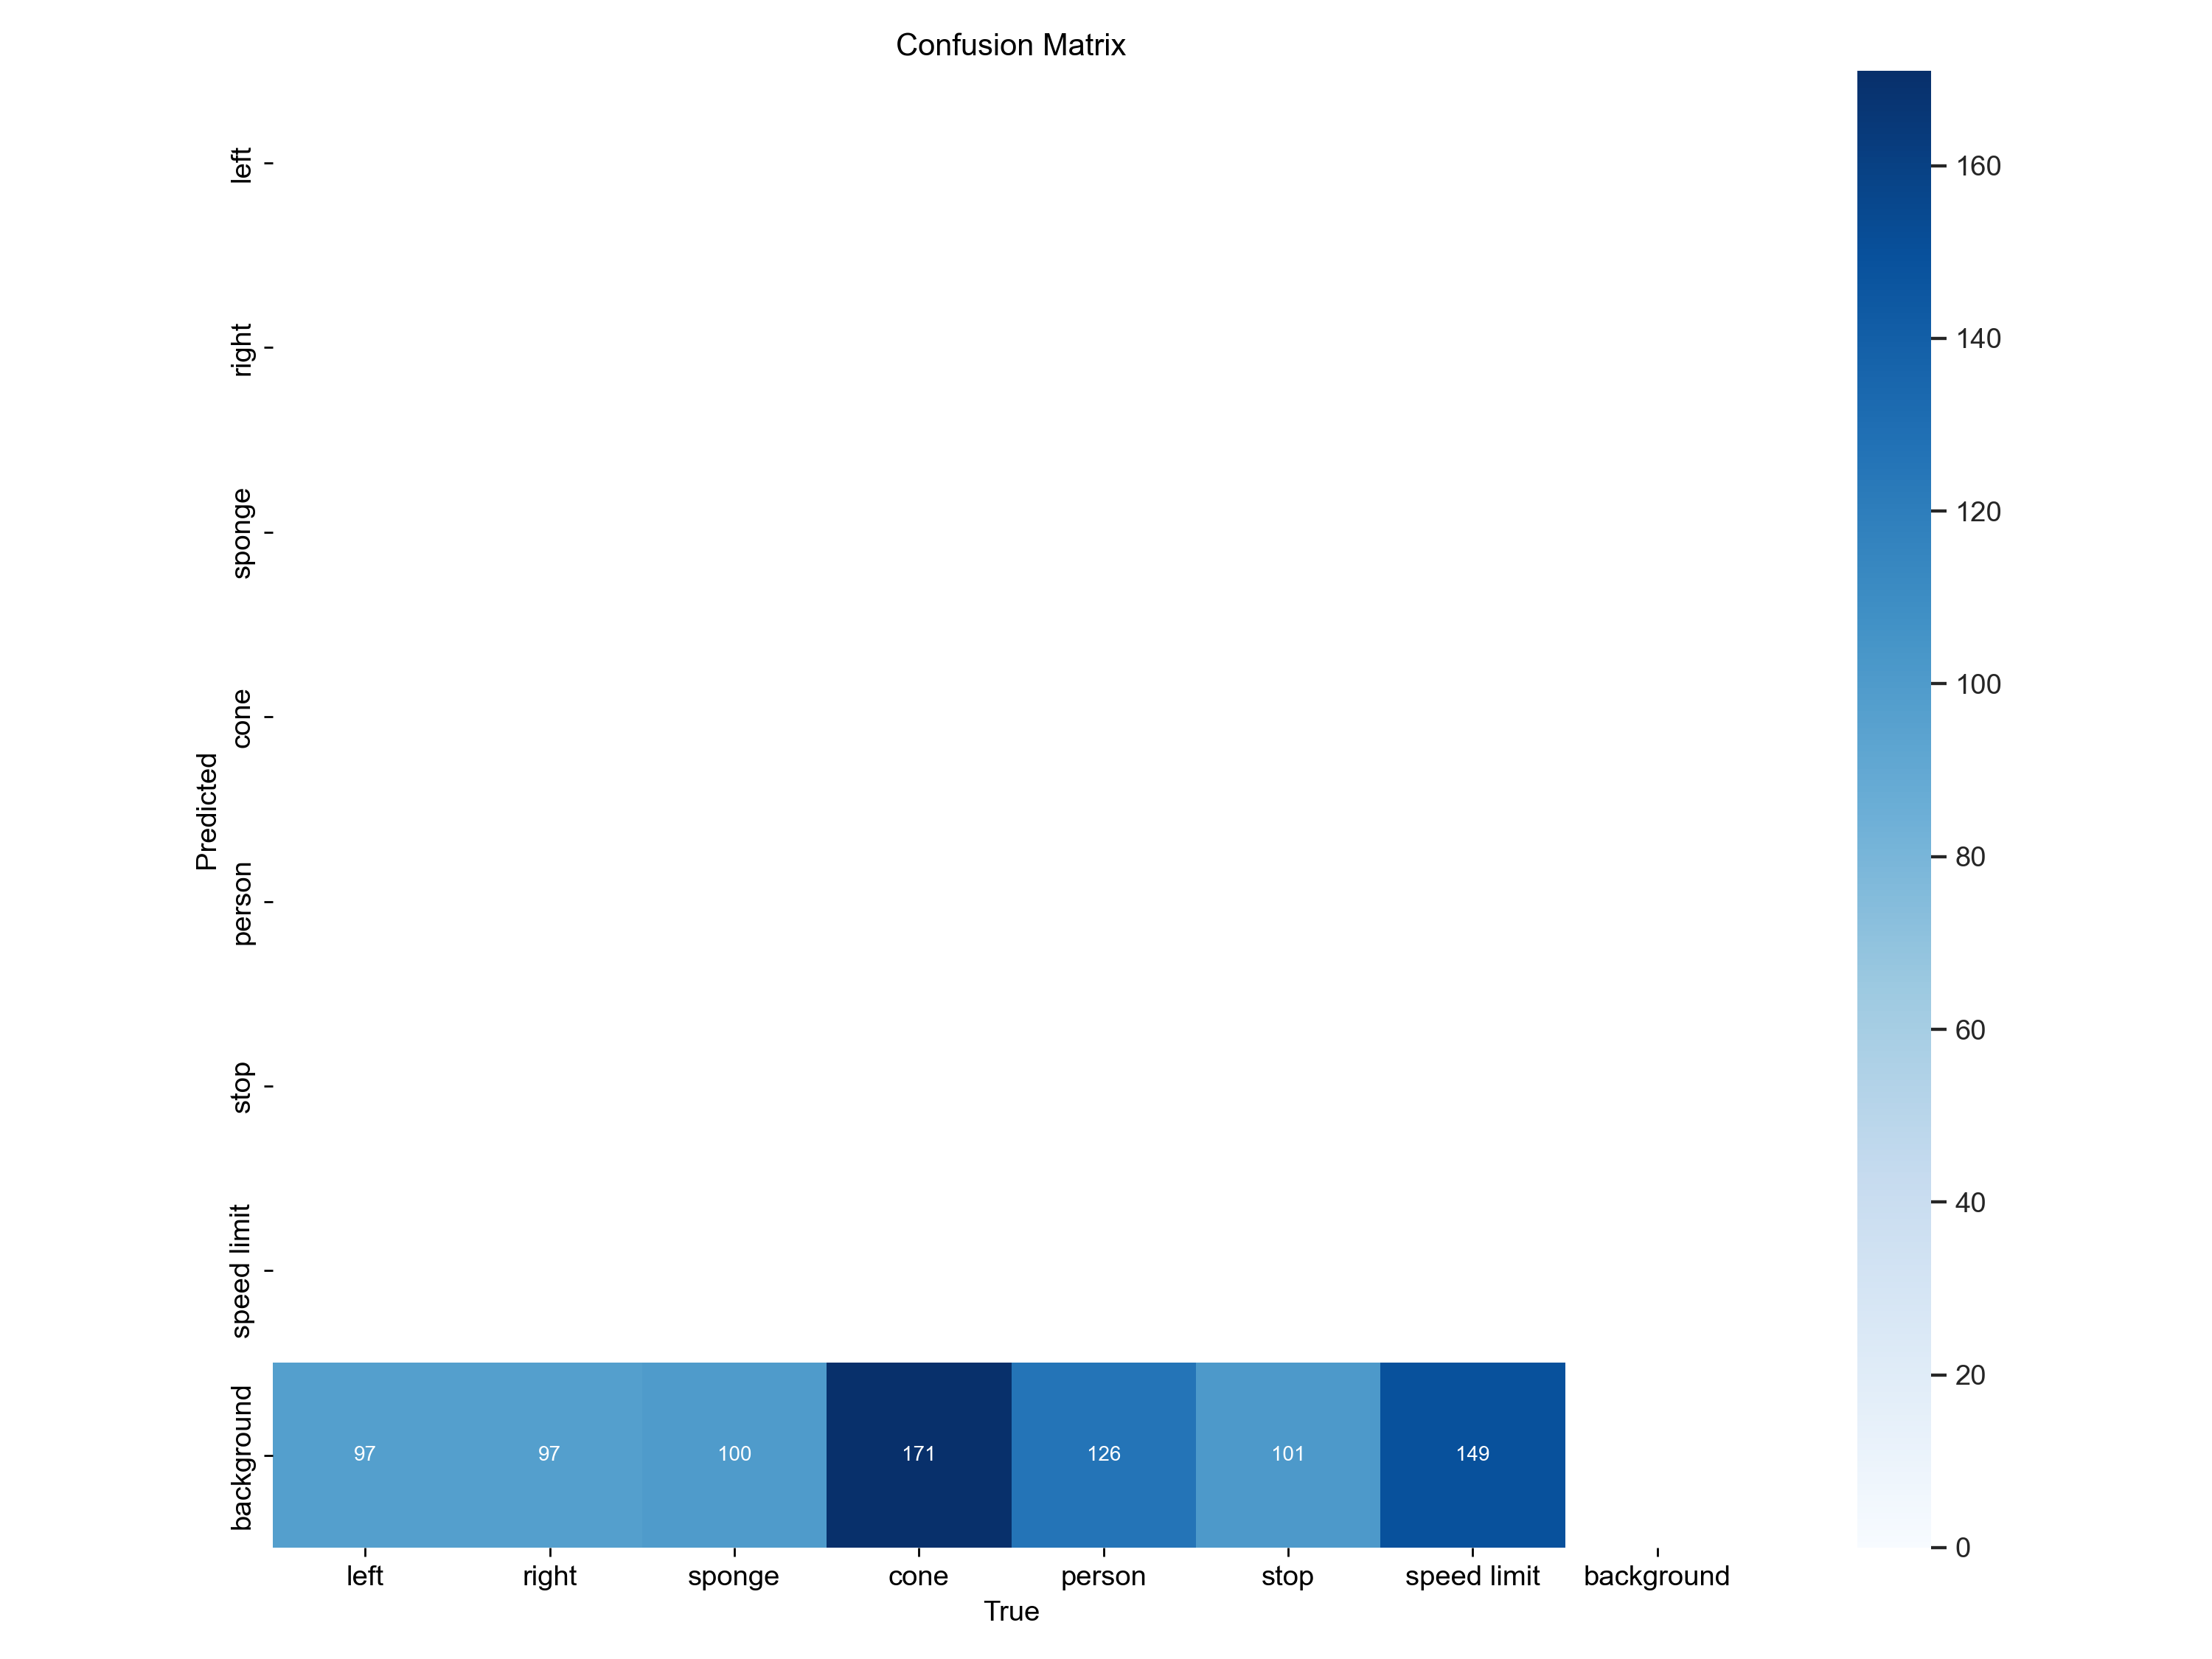 Confusion Matrix
Predicted
left
right
sponge
cone
person
stop
speed limit
background
97 97 100 171 126 101 149
left right sponge cone person stop speed limit background
True
160
140
120
100
80
60
40
20
0